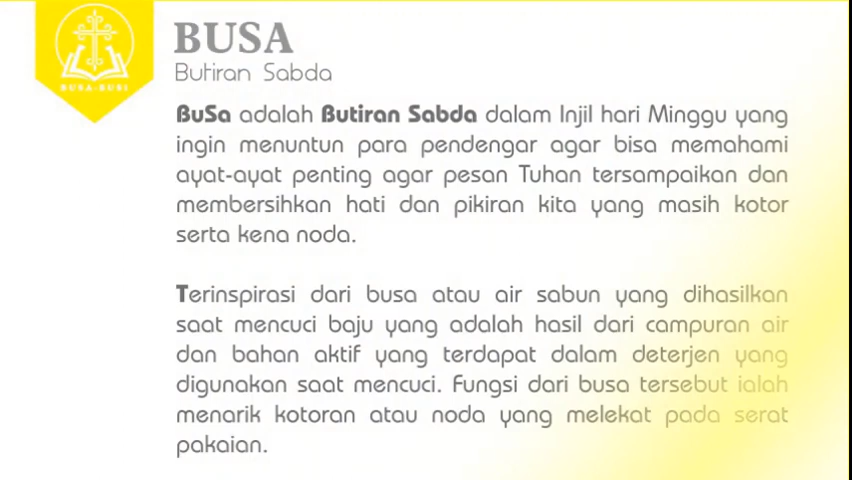 BUSA-BUSI
BUSA
Butiran Sabda
BuSa adalah Butiran Sabda dalam Injil hari Minggu yang
ingin menuntun para pendengar agar bisa memahami
ayat-ayat penting agar pesan Tuhan tersampaikan dan
membersihkan hati dan pikiran kita yang masih kotor
serta kena noda.
Terinspirasi dari busa atau air sabun yang dihasilkan
saat mencuci baju yang adalah hasil dari campuran air
dan bahan aktif yang terdapat dalam deterjen yang
digunakan saat mencuci. Fungsi dari busa tersebut ialah
menarik kotoran atau noda yang melekat pada serat
pakaian.